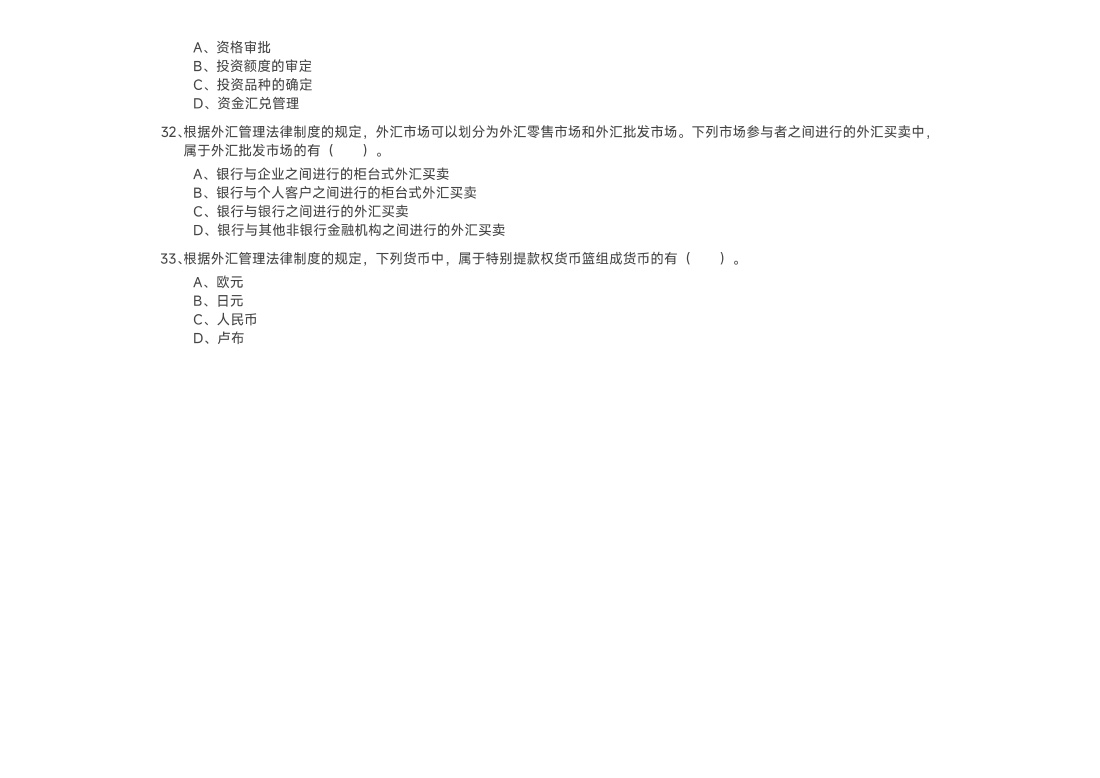 A、资格审批
B、投资额度的审定
C、投资品种的确定
D、资金汇兑管理
32、根据外汇管理法律制度的规定，外汇市场可以划分为外汇零售市场和外汇批发市场。下列市场参与者之间进行的外汇买卖中，
属于外汇批发市场的有（　　）。
A、银行与企业之间进行的柜台式外汇买卖
B、银行与个人客户之间进行的柜台式外汇买卖
C、银行与银行之间进行的外汇买卖
D、银行与其他非银行金融机构之间进行的外汇买卖
33、根据外汇管理法律制度的规定，下列货币中，属于特别提款权货币篮组成货币的有（　　）。
A、欧元
B、日元
C、人民币
D、卢布